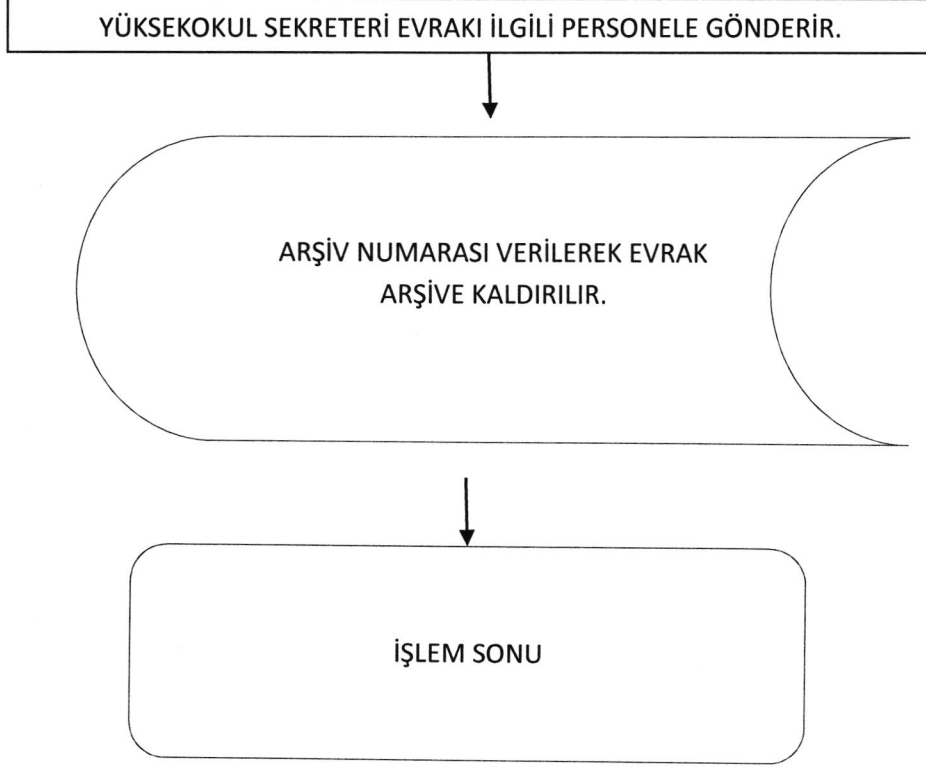 YÜKSEKOKUL SEKRETERİ EVRAKI İLGİLİ PERSONELE GÖNDERİR.
ARŞİV NUMARASI VERİLEREK EVRAK
ARŞİVE KALDIRILIR.
İŞLEM SONU